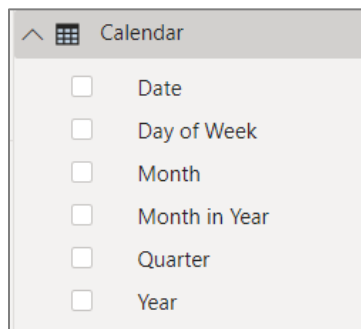 Calendar
Date
Day of Week
Month
Month in Year
Quarter
Year